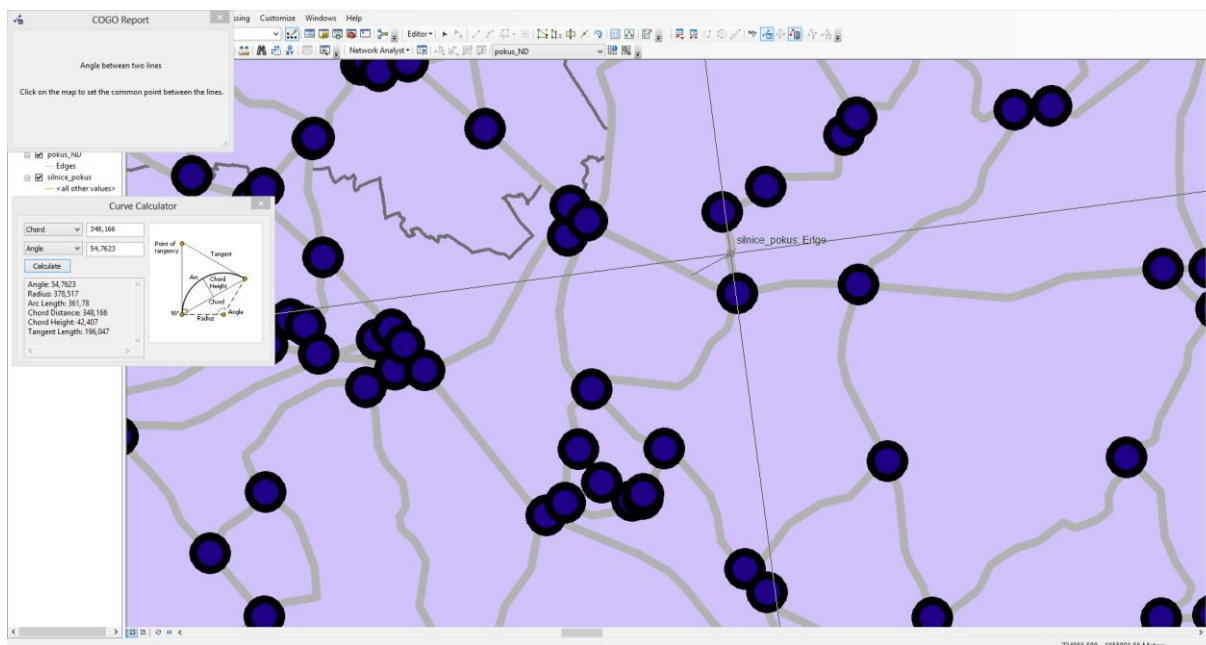 COGO Report
ssing Customize Windows Help
Editor
Network Analyst
pokus_ND
Angle between two lines
Click on the map to set the common point between the lines.
pokus_ND
Edges
silnice_pokus
<all other values>
Curve Calculator
Chord 348,166
Angle 54,7623
Calculate
Angle: 54,7623
Radius: 378,517
Arc Length: 361,78
Chord Distance: 348,166
Chord Height: 42,407
Tangent Length: 196,047
Point of
tangency
Tangent
Arc
Chord
Height
Chord
90°
Radius
Angle
silnice_pokus: Edge